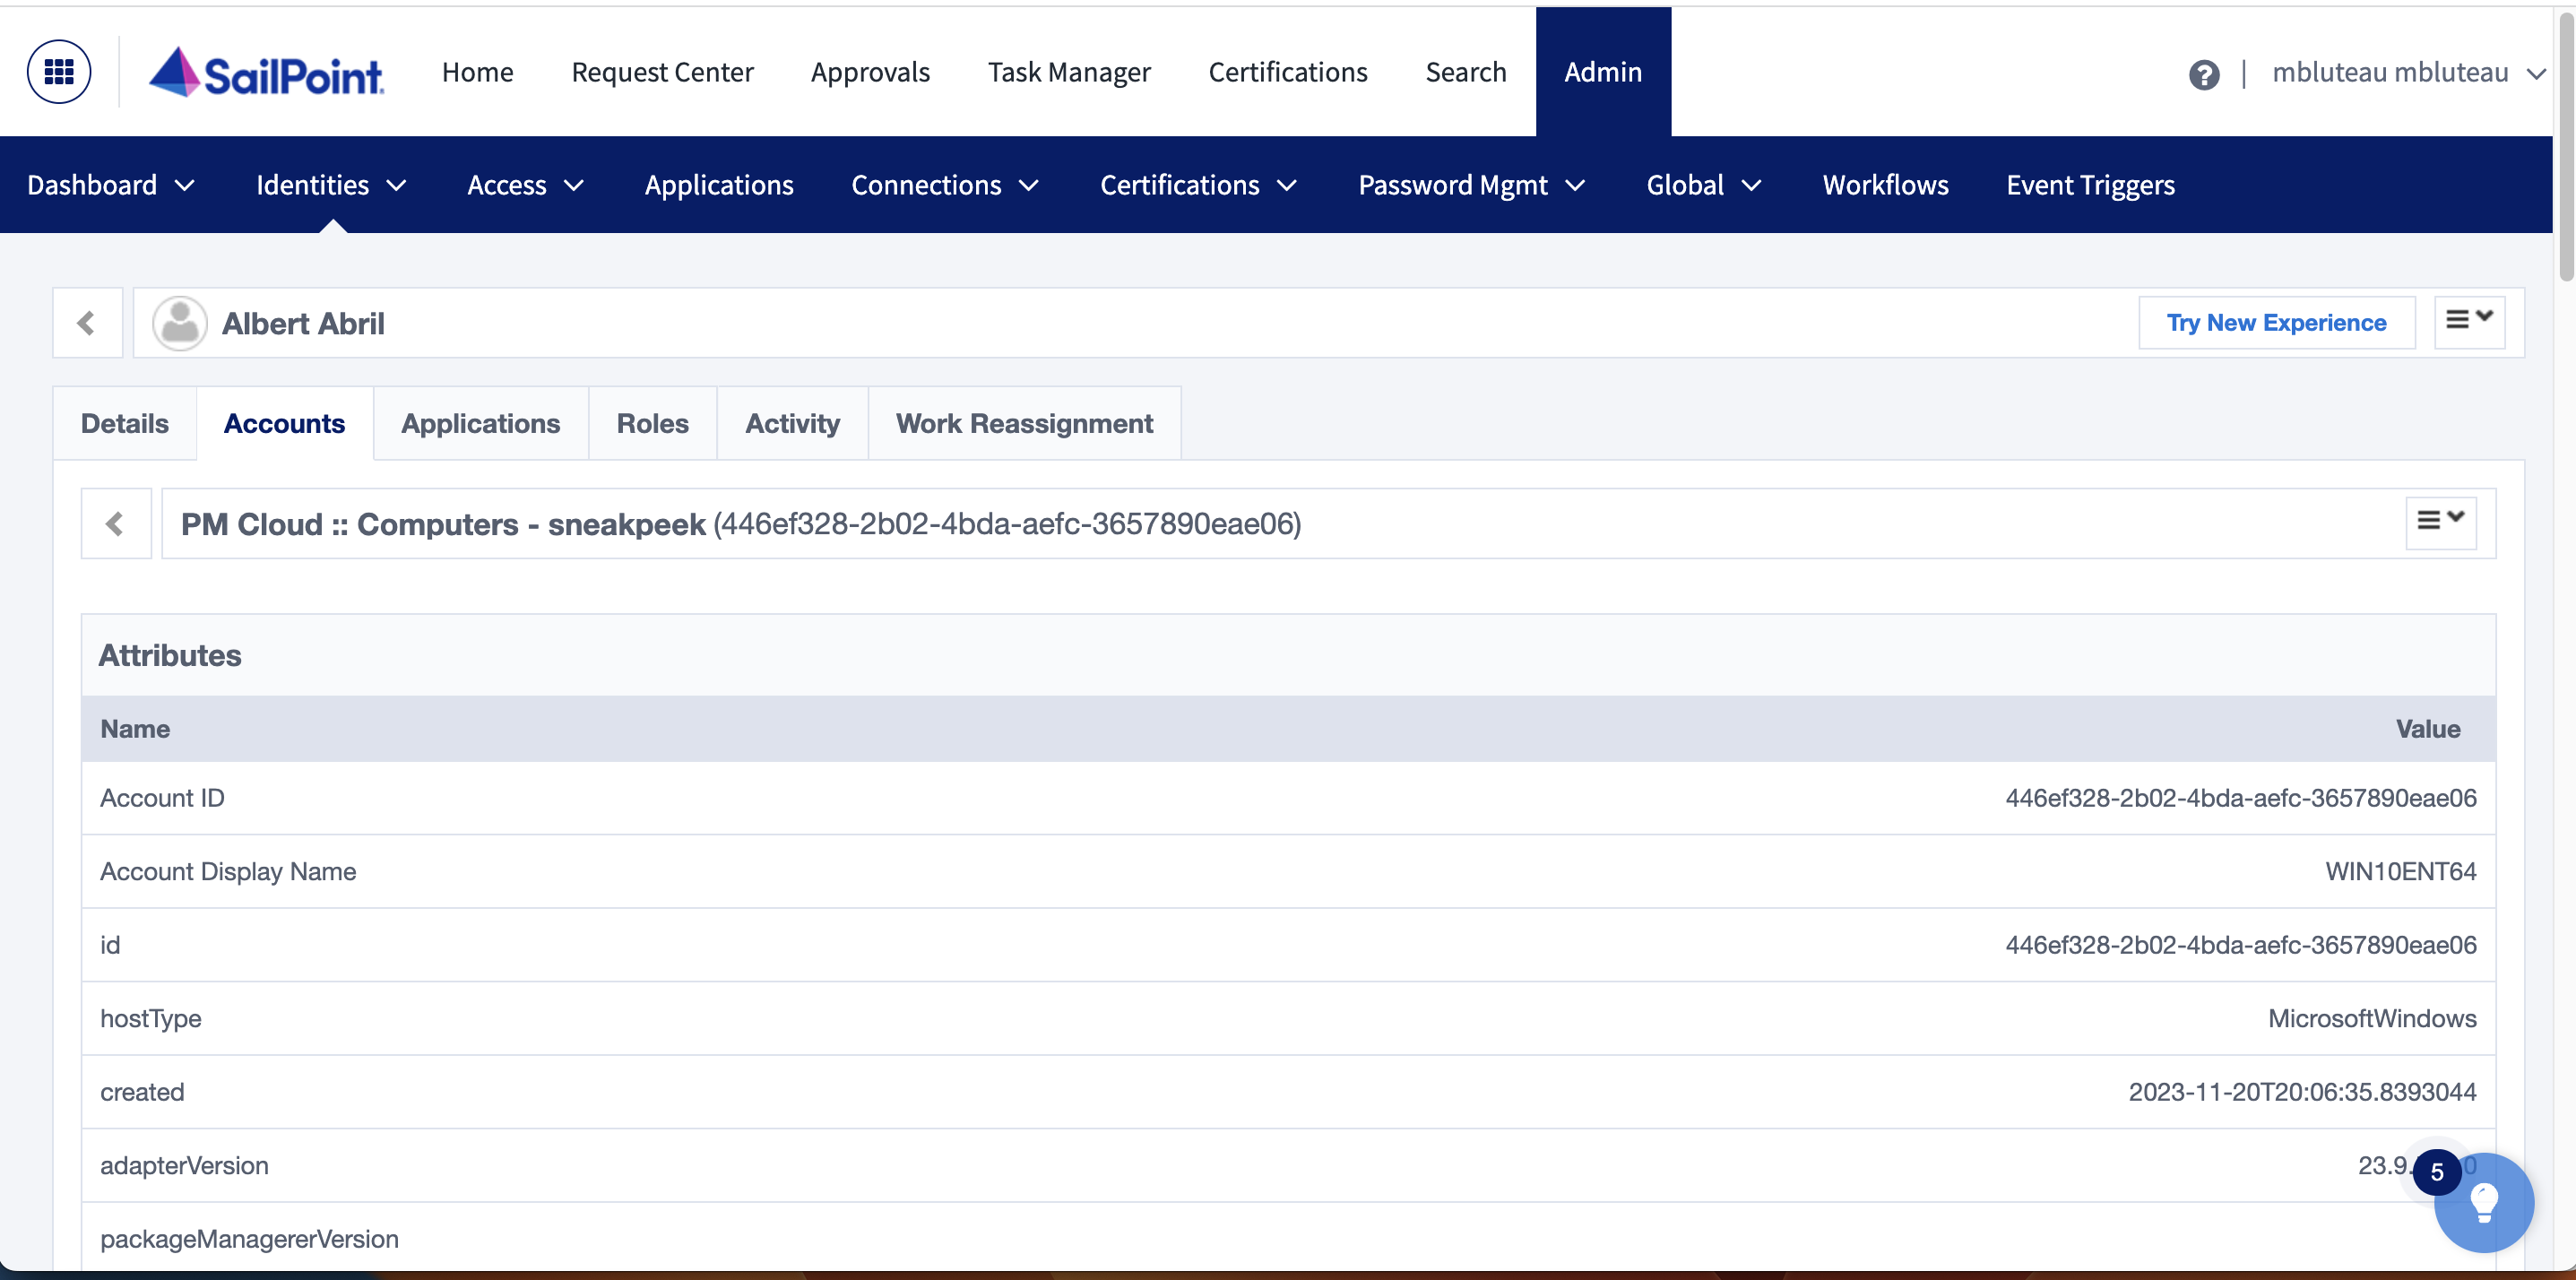 SailPoint Home Request Center Approvals Task Manager Certifications Search Admin ? | mbluteau mbluteau
Dashboard Identities Access Applications Connections Certifications Password Mgmt Global Workflows Event Triggers
Albert Abril Try New Experience
Details Accounts Applications Roles Activity Work Reassignment
PM Cloud :: Computers - sneakpeek (446ef328-2b02-4bda-aefc-3657890eae06)
Attributes
Name Value
Account ID 446ef328-2b02-4bda-aefc-3657890eae06
Account Display Name WIN10ENT64
id 446ef328-2b02-4bda-aefc-3657890eae06
hostType MicrosoftWindows
created 2023-11-20T20:06:35.8393044
adapterVersion 23.9.
5
packageManagererVersion